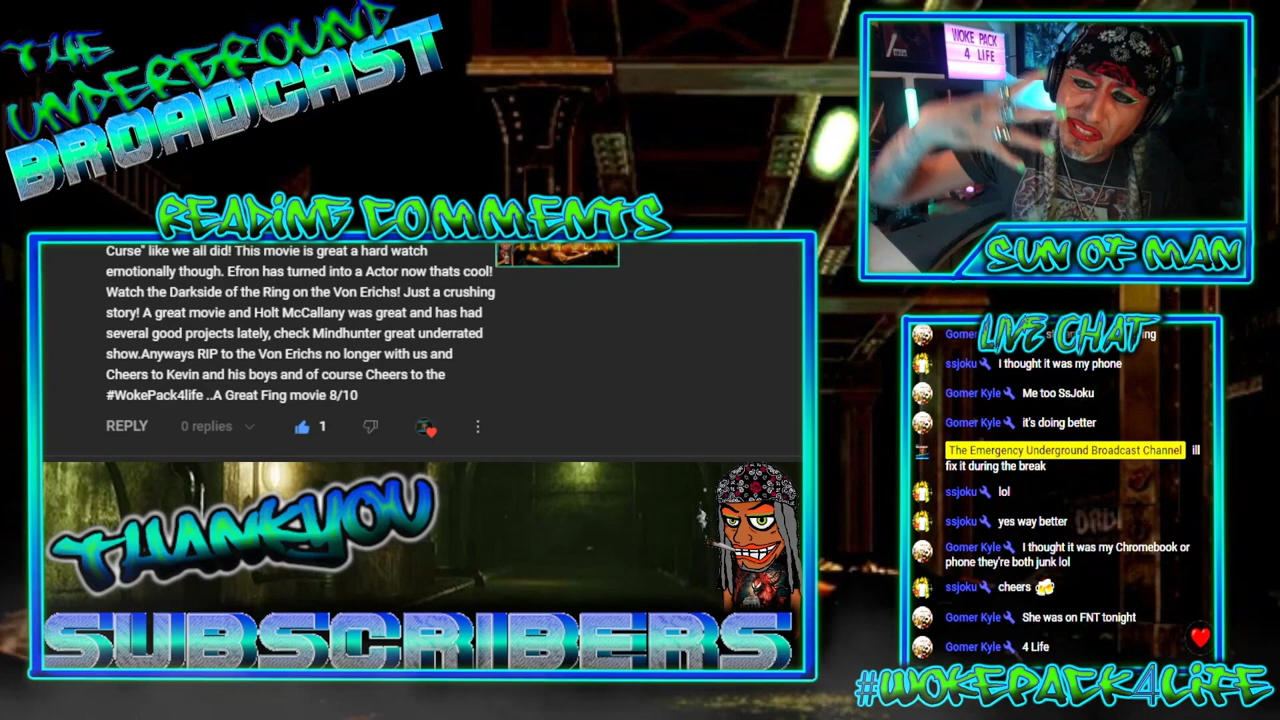 THE
UNDERGROUND
BROADCAST
READING COMMENTS
Curse" like we all did! This movie is great a hard watch
emotionally though. Efron has turned into a Actor now thats cool!
Watch the Darkside of the Ring on the Von Erichs! Just a crushing
story! A great movie and Holt McCallany was great and has had
several good projects lately, check Mindhunter great underrated
show.Anyways RIP to the Von Erichs no longer with us and
Cheers to Kevin and his boys and of course Cheers to the
#WokePack4life ..A Great Fing movie 8/10
REPLY 0 replies 1
THANKYOU
SUBSCRIBERS
WOKE PACK
4 LIFE
SUN OF MAN
LIVE CHAT
Gomer
ssjoku I thought it was my phone
Gomer Kyle Me too SsJoku
Gomer Kyle it's doing better
The Emergency Underground Broadcast Channel ill
fix it during the break
ssjoku lol
ssjoku yes way better
Gomer Kyle I thought it was my Chromebook or
phone they're both junk lol
ssjoku cheers
Gomer Kyle She was on FNT tonight
Gomer Kyle 4 Life
#WOKEPACK4LIFE